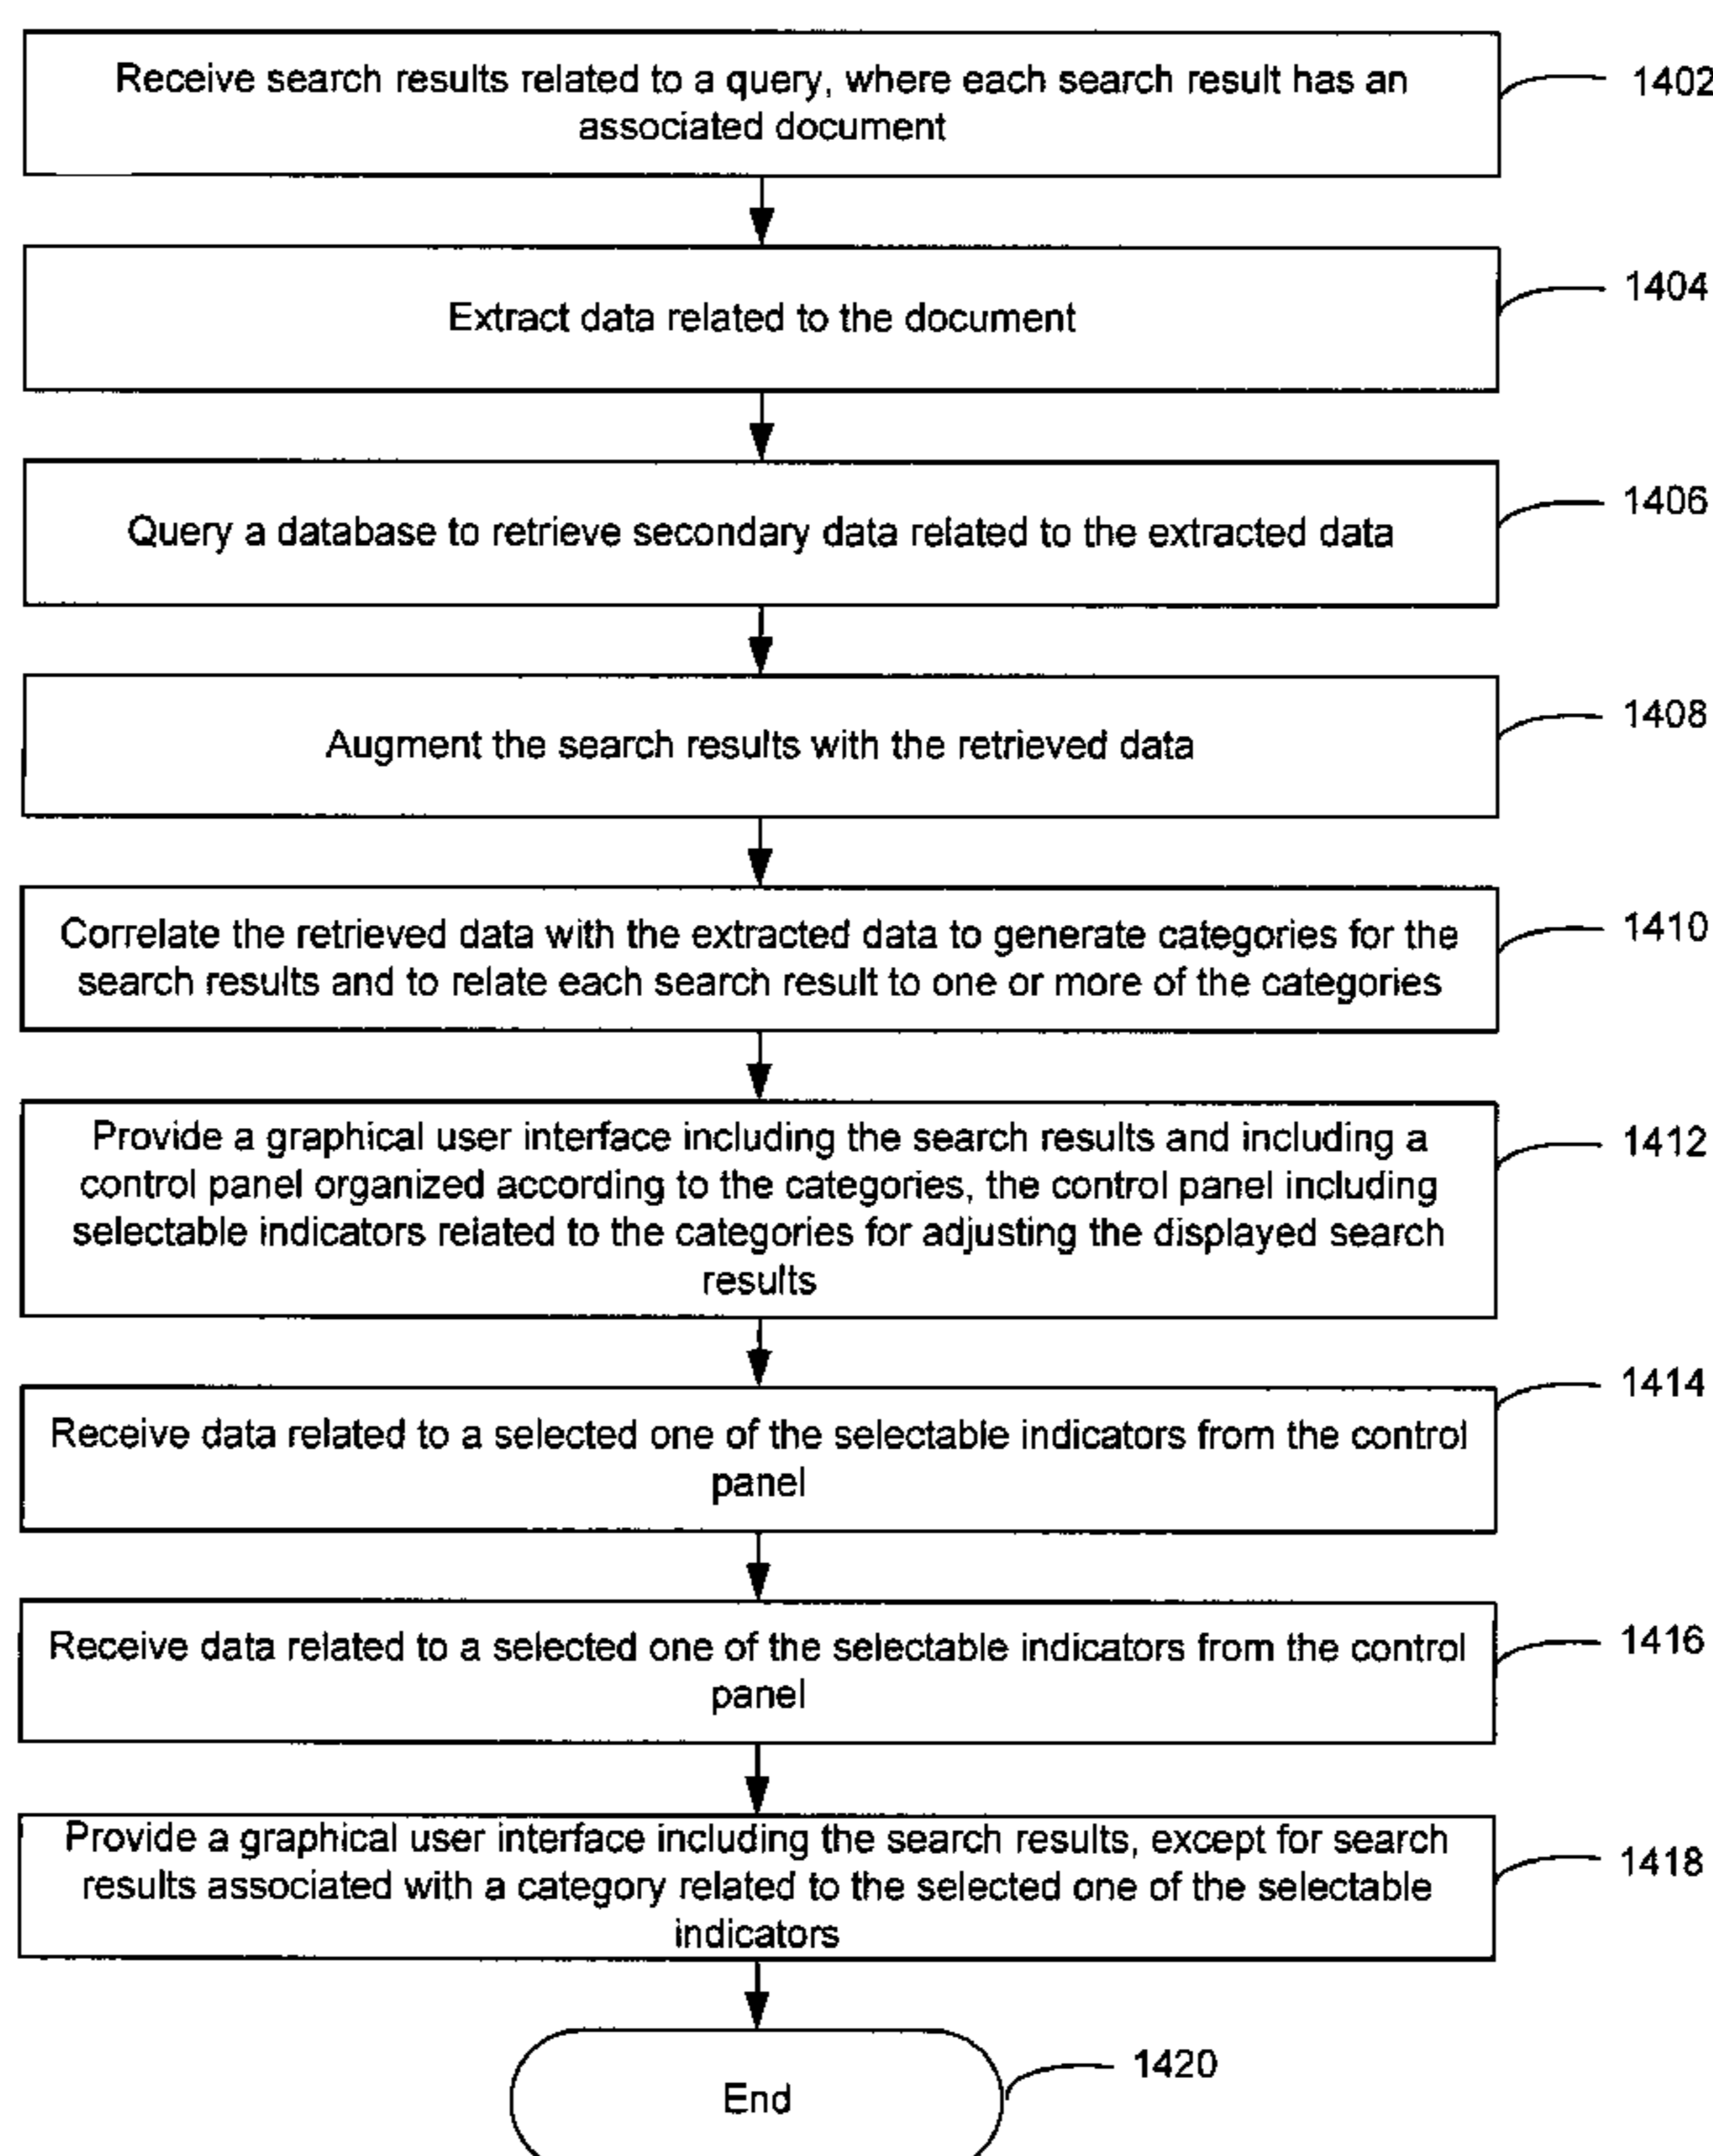 Receive search results related to a query, where each search result has an
associated document
1402
Extract data related to the document
1404
Query a database to retrieve secondary data related to the extracted data
1406
Augment the search results with the retrieved data
1408
Correlate the retrieved data with the extracted data to generate categories for the
search results and to relate each search result to one or more of the categories
1410
Provide a graphical user interface including the search results and including a
control panel organized according to the categories, the control panel including
selectable indicators related to the categories for adjusting the displayed search
results
1412
Receive data related to a selected one of the selectable indicators from the control
panel
1414
Receive data related to a selected one of the selectable indicators from the control
panel
1416
Provide a graphical user interface including the search results, except for search
results associated with a category related to the selected one of the selectable
indicators
1418
End
1420